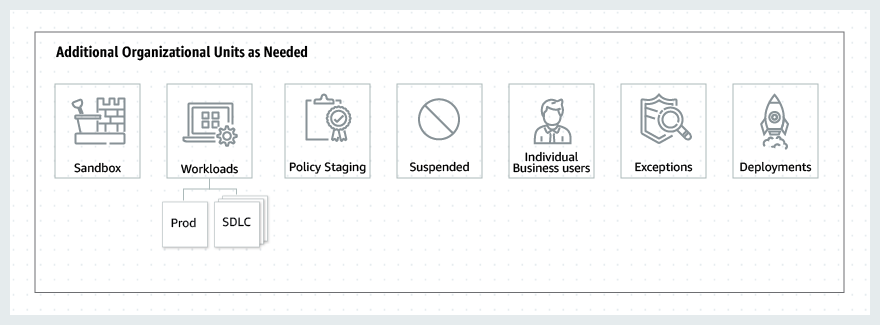 Additional Organizational Units as Needed
Sandbox
Workloads
Policy Staging
Suspended
Individual
Business users
Exceptions
Deployments
Prod
SDLC